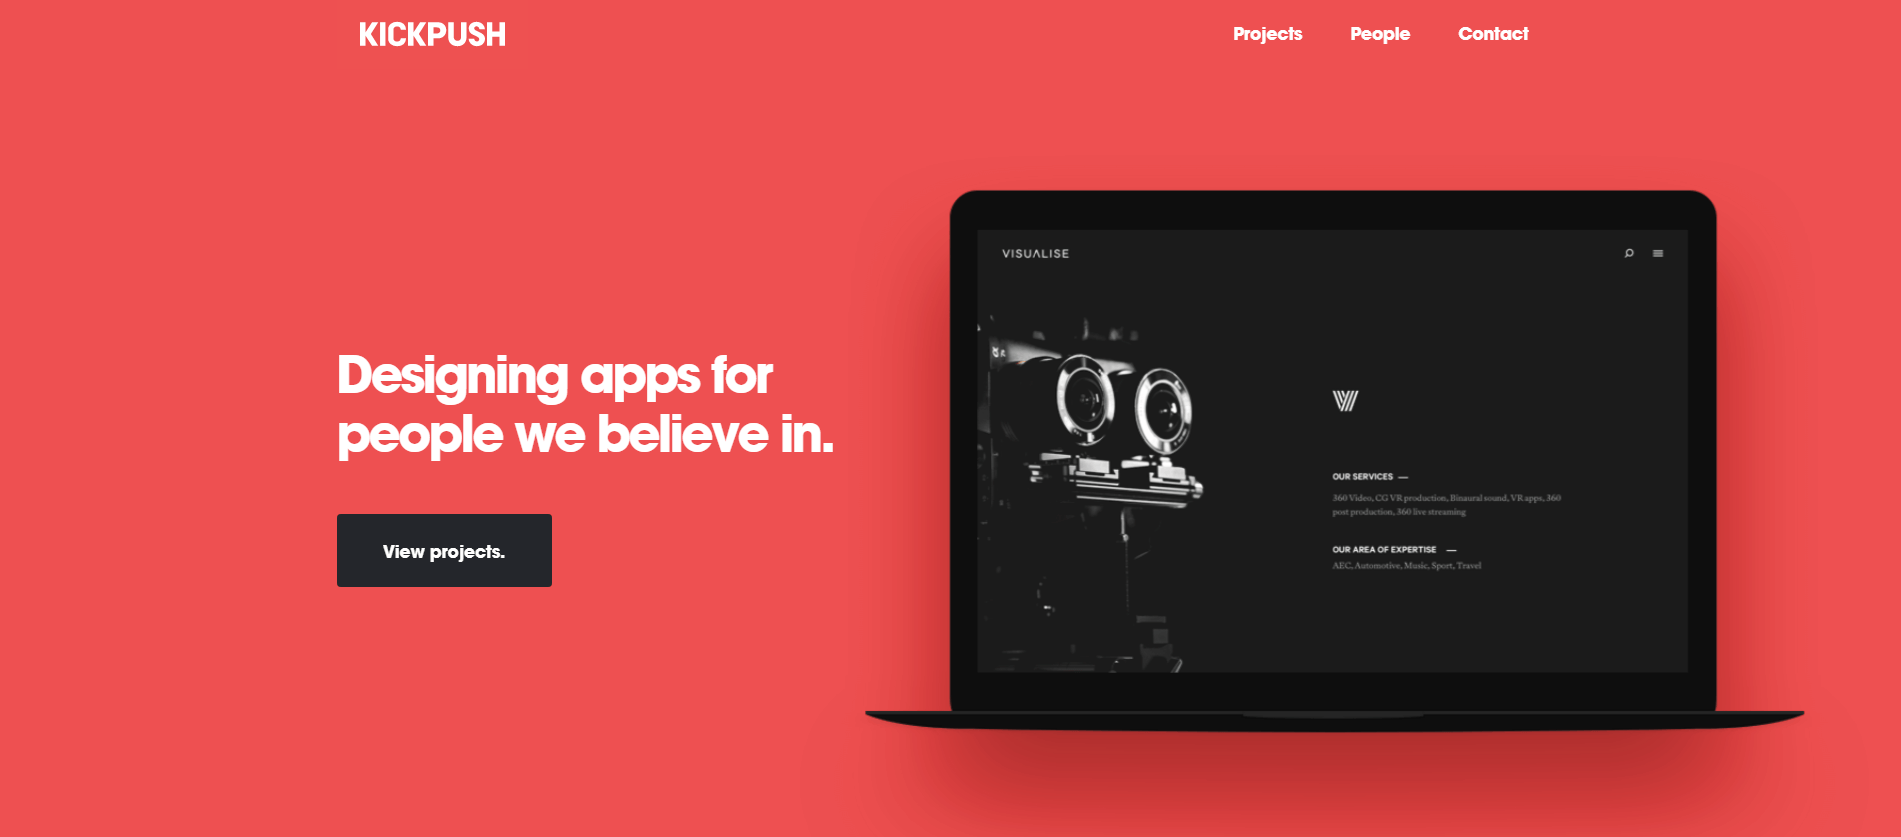 KICKPUSH
Projects People Contact
Designing apps for
people we believe in.
View projects.
VISUALISE
OUR SERVICES —
360 Video, CG VR production, Binaural sound, VR apps, 360
post production, 360 live streaming
OUR AREA OF EXPERTISE —
AEC, Automotive, Music, Sport, Travel